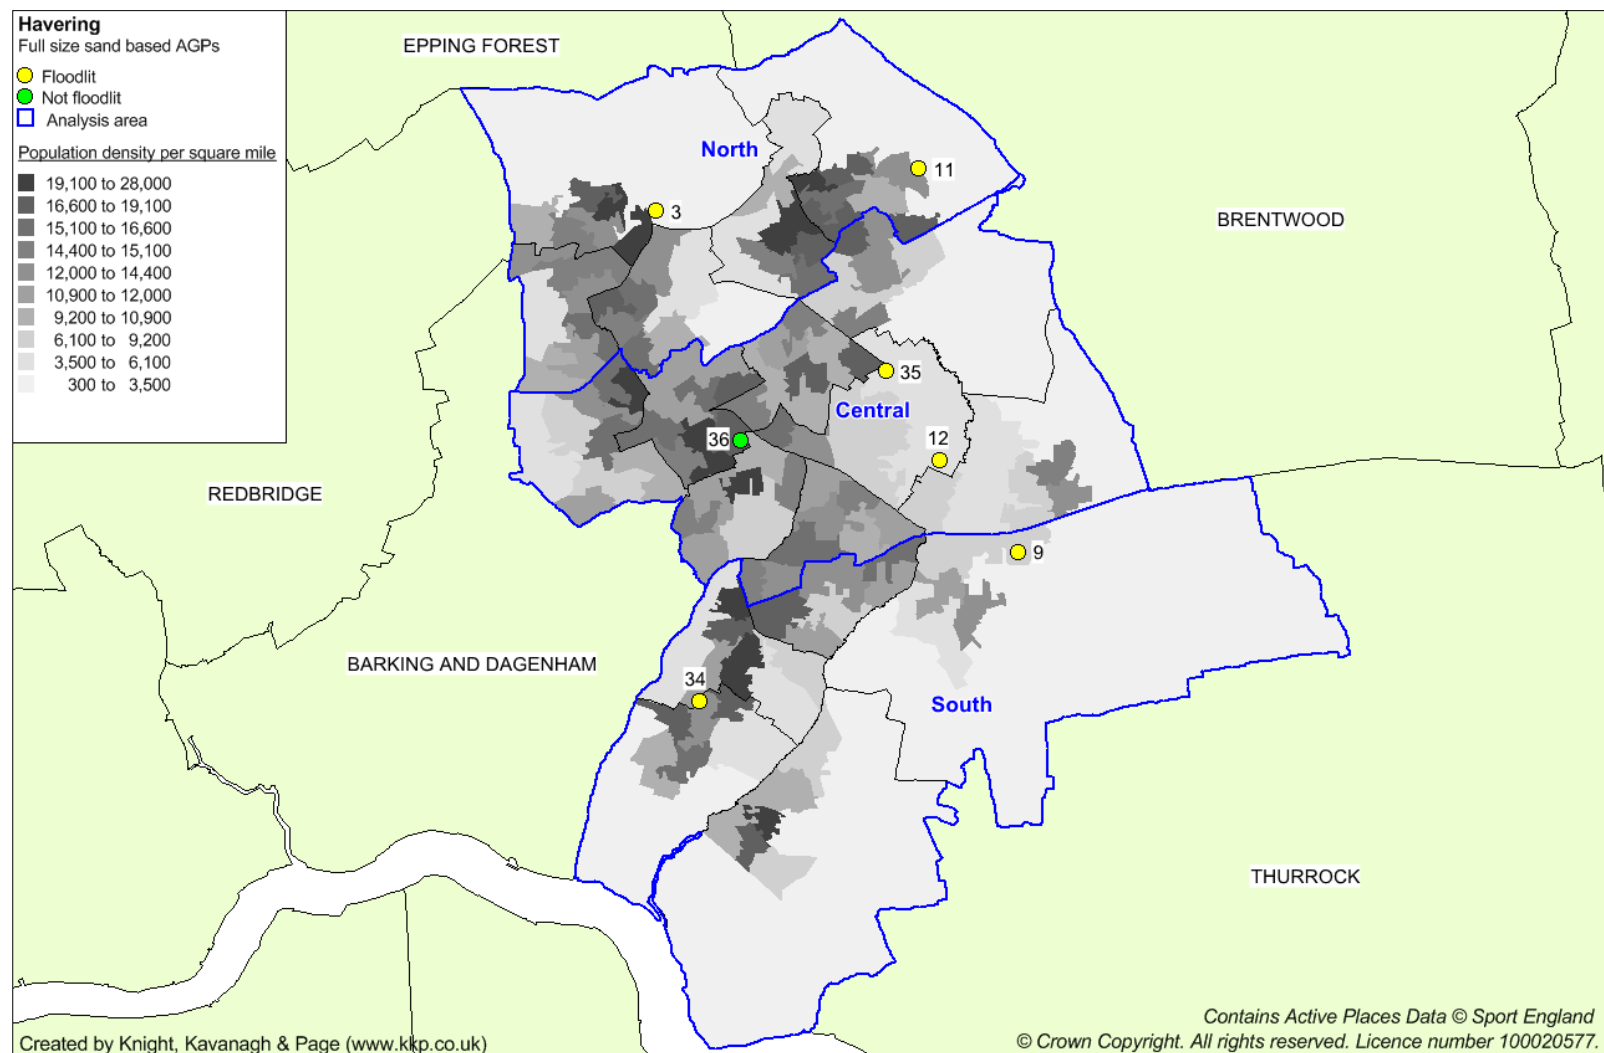 Havering
Full size sand based AGPs
Floodlit
Not floodlit
Analysis area
Population density per square mile
19,100 to 28,000
16,600 to 19,100
15,100 to 16,600
14,400 to 15,100
12,000 to 14,400
10,900 to 12,000
9,200 to 10,900
6,100 to 9,200
3,500 to 6,100
300 to 3,500
EPPING FOREST
North
11
3
BRENTWOOD
35
Central
36
12
REDBRIDGE
9
BARKING AND DAGENHAM
34
South
THURROCK
Contains Active Places Data © Sport England
Created by Knight, Kavanagh & Page (www.kkp.co.uk)
© Crown Copyright. All rights reserved. Licence number 100020577.